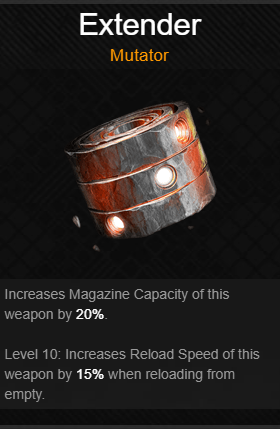 Extender
Mutator
Increases Magazine Capacity of this
weapon by 20%.
Level 10: Increases Reload Speed of this
weapon by 15% when reloading from
empty.